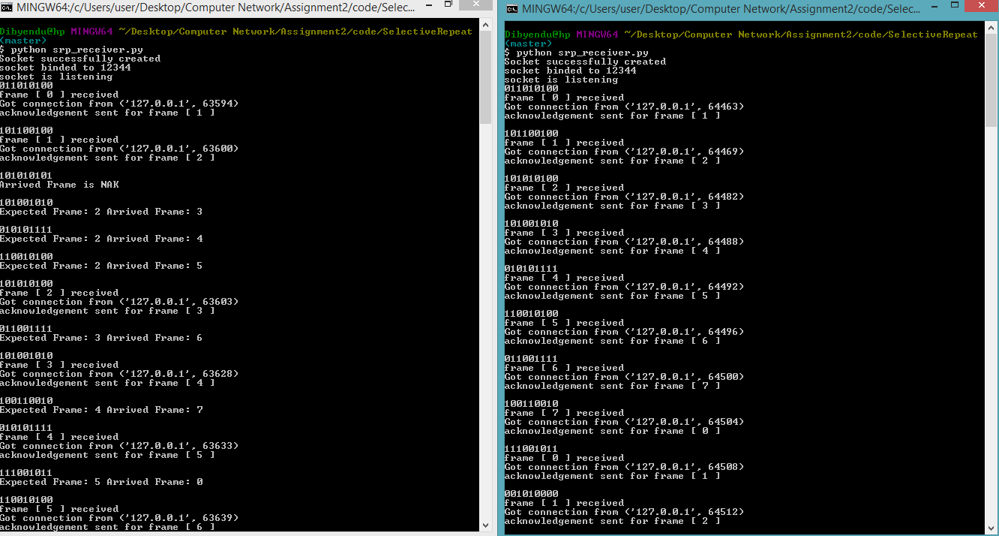 MINGW64:/c/Users/user/Desktop/Computer Network/Assignment2/code/Selec...
Dibyendu@hp MINGW64 ~/Desktop/Computer Network/Assignment2/code/SelectiveRepeat
(master)
$ python srp_receiver.py
Socket successfully created
socket binded to 12344
socket is listening
011010100
frame [ 0 ] received
Got connection from ('127.0.0.1', 63594)
acknowledgement sent for frame [ 1 ]
101100100
frame [ 1 ] received
Got connection from ('127.0.0.1', 63600)
acknowledgement sent for frame [ 2 ]
101010101
Arrived Frame is NAK
101001010
Expected Frame: 2 Arrived Frame: 3
010101111
Expected Frame: 2 Arrived Frame: 4
110010100
Expected Frame: 2 Arrived Frame: 5
101010100
frame [ 2 ] received
Got connection from ('127.0.0.1', 63603)
acknowledgement sent for frame [ 3 ]
011001111
Expected Frame: 3 Arrived Frame: 6
101001010
frame [ 3 ] received
Got connection from ('127.0.0.1', 63628)
acknowledgement sent for frame [ 4 ]
100110010
Expected Frame: 4 Arrived Frame: 7
010101111
frame [ 4 ] received
Got connection from ('127.0.0.1', 63633)
acknowledgement sent for frame [ 5 ]
111001011
Expected Frame: 5 Arrived Frame: 0
110010100
frame [ 5 ] received
Got connection from ('127.0.0.1', 63639)
acknowledgement sent for frame [ 6 ]
MINGW64:/c/Users/user/Desktop/Computer Network/Assignment2/code/Selec...
Dibyendu@hp MINGW64 ~/Desktop/Computer Network/Assignment2/code/SelectiveRepeat
(master)
$ python srp_receiver.py
Socket successfully created
socket binded to 12344
socket is listening
011010100
frame [ 0 ] received
Got connection from ('127.0.0.1', 64463)
acknowledgement sent for frame [ 1 ]
101100100
frame [ 1 ] received
Got connection from ('127.0.0.1', 64469)
acknowledgement sent for frame [ 2 ]
101010100
frame [ 2 ] received
Got connection from ('127.0.0.1', 64482)
acknowledgement sent for frame [ 3 ]
101001010
frame [ 3 ] received
Got connection from ('127.0.0.1', 64488)
acknowledgement sent for frame [ 4 ]
010101111
frame [ 4 ] received
Got connection from ('127.0.0.1', 64492)
acknowledgement sent for frame [ 5 ]
110010100
frame [ 5 ] received
Got connection from ('127.0.0.1', 64496)
acknowledgement sent for frame [ 6 ]
011001111
frame [ 6 ] received
Got connection from ('127.0.0.1', 64500)
acknowledgement sent for frame [ 7 ]
100110010
frame [ 7 ] received
Got connection from ('127.0.0.1', 64504)
acknowledgement sent for frame [ 0 ]
111001011
frame [ 0 ] received
Got connection from ('127.0.0.1', 64508)
acknowledgement sent for frame [ 1 ]
001010000
frame [ 1 ] received
Got connection from ('127.0.0.1', 64512)
acknowledgement sent for frame [ 2 ]